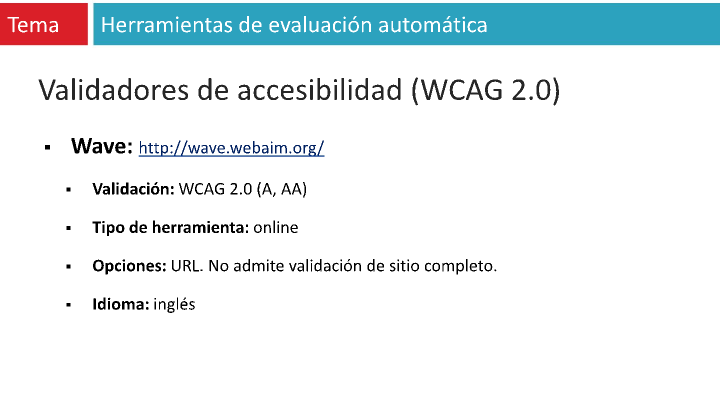 Tema
Herramientas de evaluación automática
Validadores de accesibilidad (WCAG 2.0)
▪ Wave: http://wave.webaim.org/
▪ Validación: WCAG 2.0 (A, AA)
▪ Tipo de herramienta: online
▪ Opciones: URL. No admite validación de sitio completo.
▪ Idioma: inglés